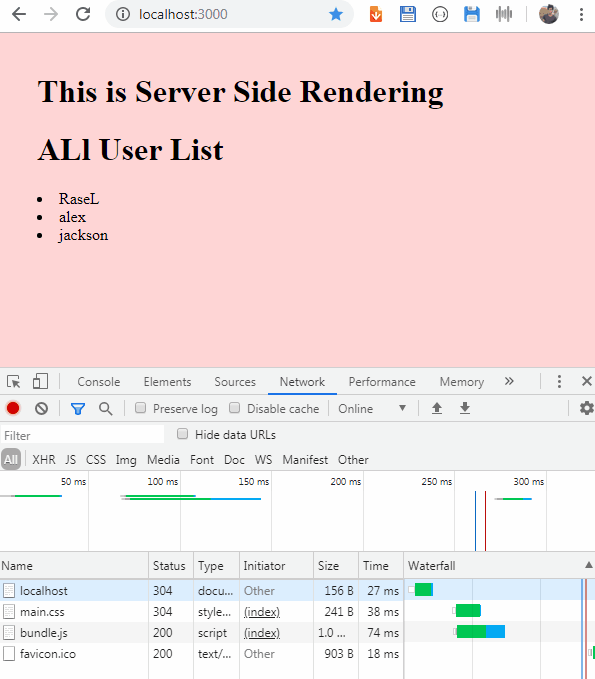 localhost:3000
This is Server Side Rendering
ALl User List
RaseL
alex
jackson
Console Elements Sources Network Performance Memory »
Preserve log Disable cache Online
Filter Hide data URLs
All XHR JS CSS Img Media Font Doc WS Manifest Other
50 ms 100 ms 150 ms 200 ms 250 ms 300 ms
Name Status Type Initiator Size Time Waterfall
localhost 304 docu... Other 156 B 27 ms
main.css 304 style... (index) 241 B 38 ms
bundle.js 200 script (index) 1.0 ... 74 ms
favicon.ico 200 text/... Other 903 B 18 ms